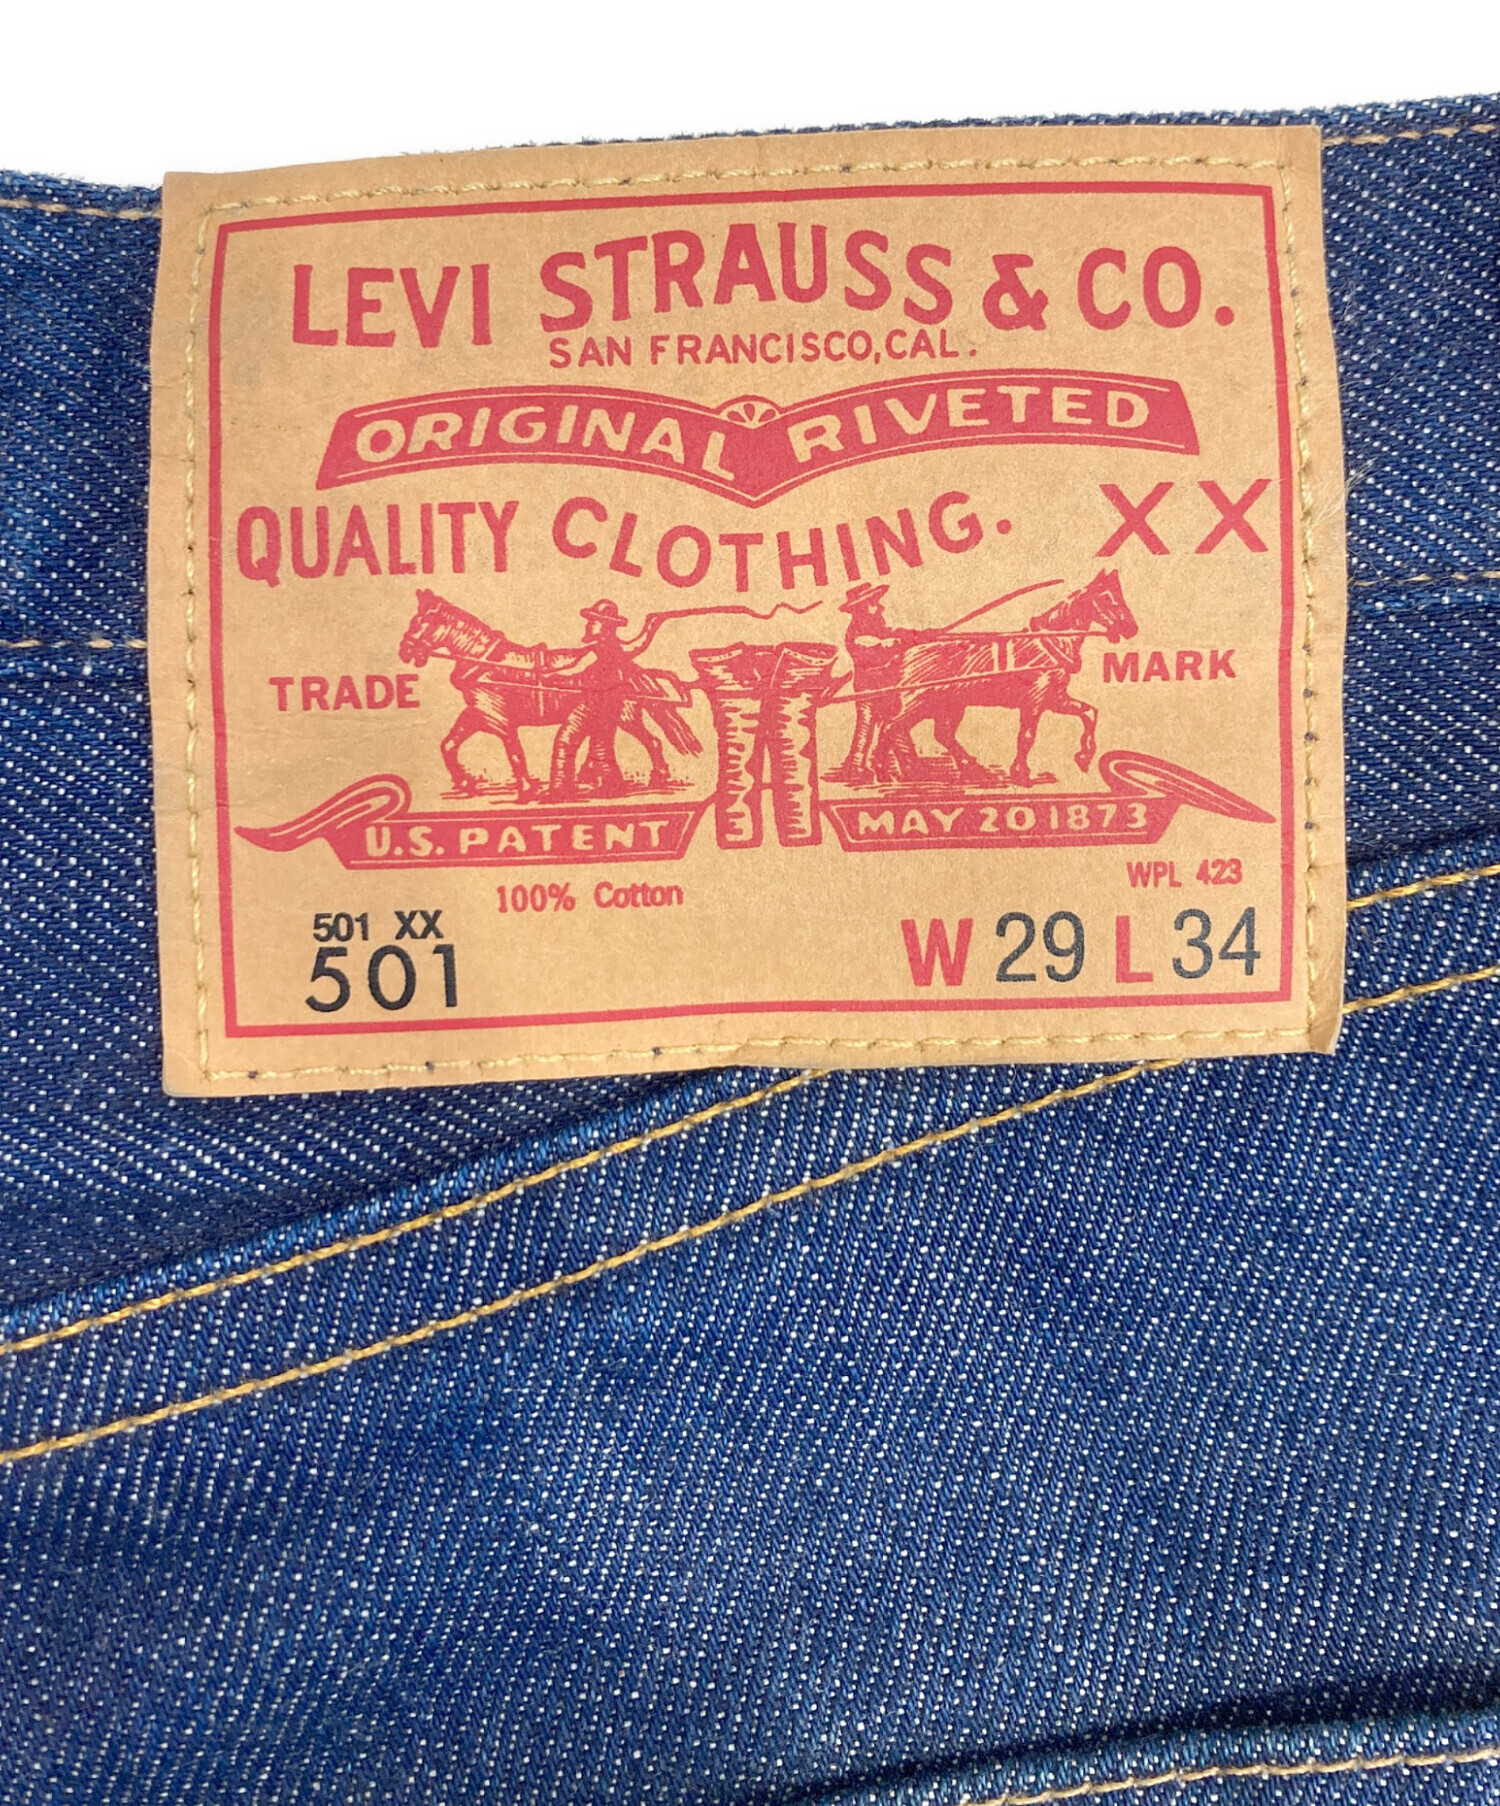 LEVI STRAUSS & CO.
SAN FRANCISCO, CAL.
ORIGINAL RIVETED
QUALITY CLOTHING. XX
TRADE MARK
U.S. PATENT MAY 20 1873
100% Cotton WPL 423
501 XX
501 W 29 L 34